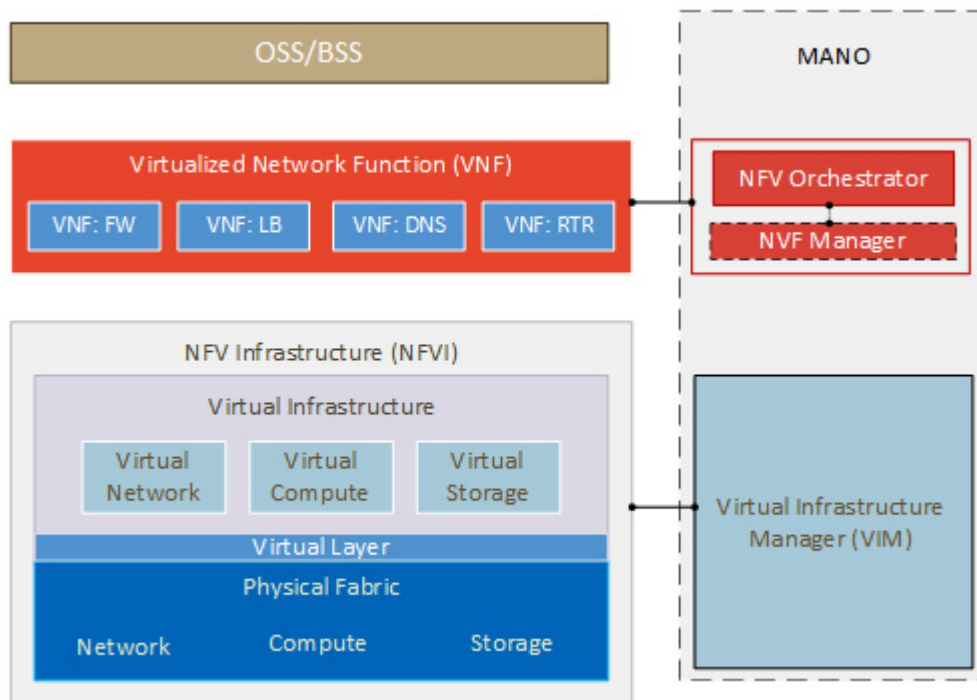 OSS/BSS
MANO
Virtualized Network Function (VNF)
VNF: FW
VNF: LB
VNF: DNS
VNF: RTR
NFV Orchestrator
NVF Manager
NFV Infrastructure (NFVI)
Virtual Infrastructure
Virtual
Network
Virtual
Compute
Virtual
Storage
Virtual Layer
Physical Fabric
Network
Compute
Storage
Virtual Infrastructure
Manager (VIM)